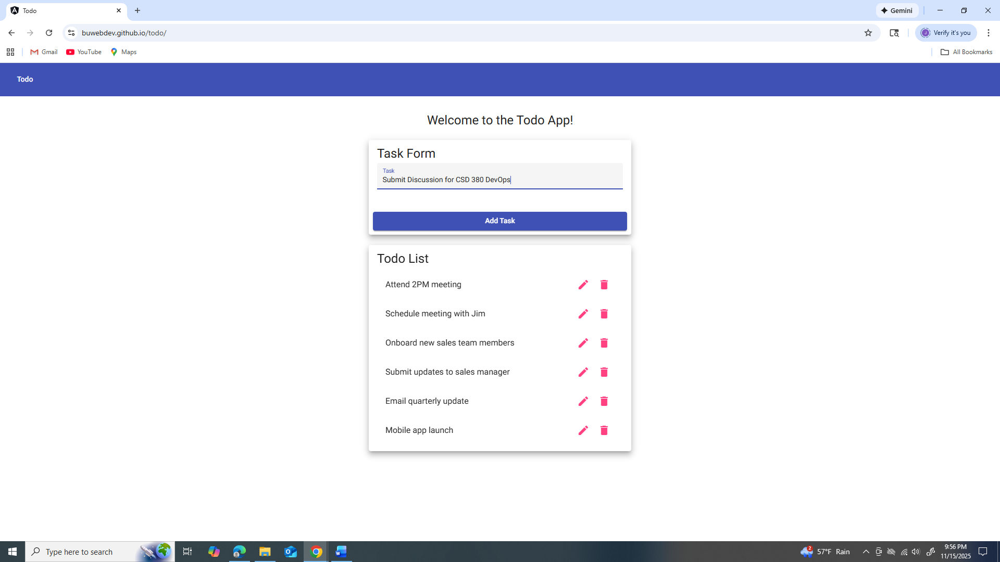 Todo
Gemini
buwebdev.github.io/todo/
Verify it's you
Gmail
YouTube
Maps
All Bookmarks
Todo
Welcome to the Todo App!
Task Form
Task
Submit Discussion for CSD 380 DevOps
Add Task
Todo List
Attend 2PM meeting
Schedule meeting with Jim
Onboard new sales team members
Submit updates to sales manager
Email quarterly update
Mobile app launch
Type here to search
2
57°F Rain
9:56 PM
11/15/2025